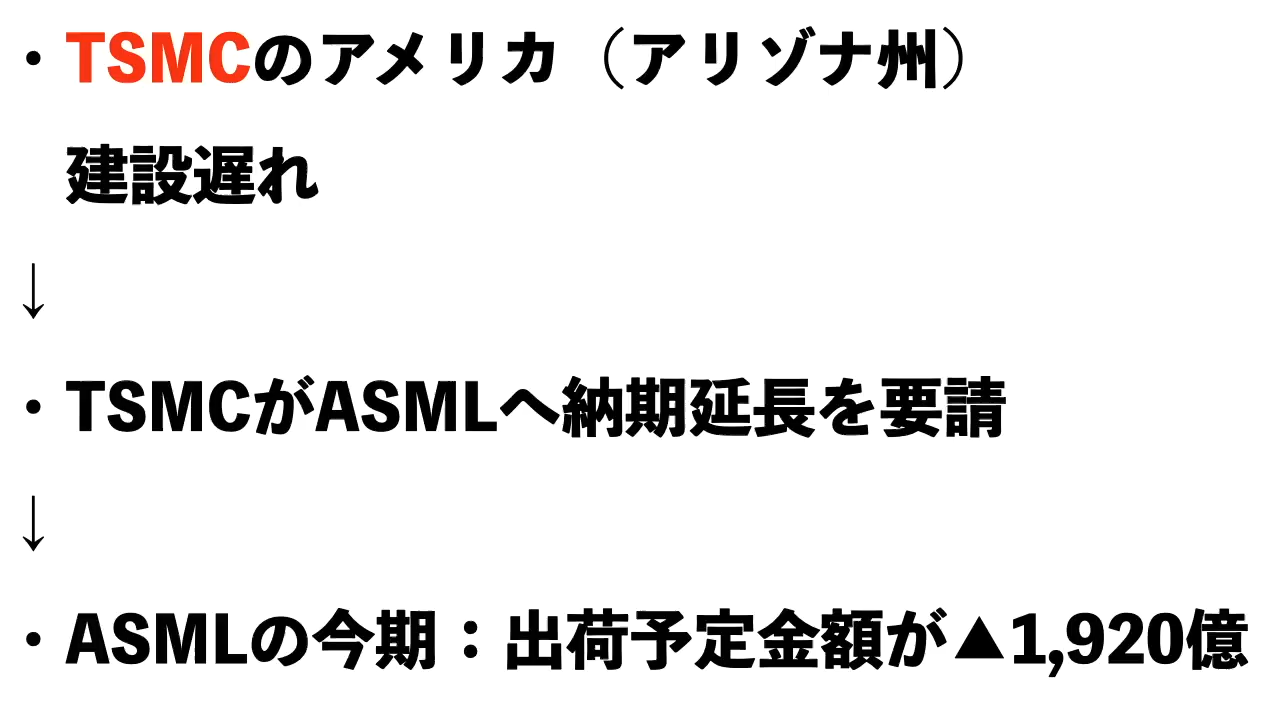 ・TSMCのアメリカ（アリゾナ州）
建設遅れ
↓
・TSMCがASMLへ納期延長を要請
↓
・ASMLの今期：出荷予定金額が▲1,920億